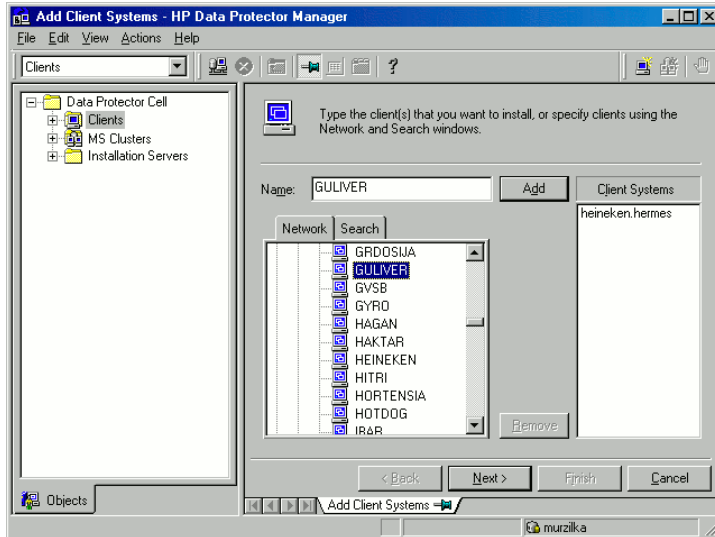 Add Client Systems - HP Data Protector Manager
File Edit View Actions Help
Clients
?
Data Protector Cell
Clients
MS Clusters
Installation Servers
Objects
Type the client(s) that you want to install, or specify clients using the
Network and Search windows.
Name: GULIVER Add
Client Systems
heineken.hermes
Network Search
GRDOSIJA
GULIVER
GVSB
GYRO
HAGAN
HAKTAR
HEINEKEN
HITRI
HORTENSIA
HOTDOG
IBAR
Remove
< Back Next > Finish Cancel
Add Client Systems
murzilka